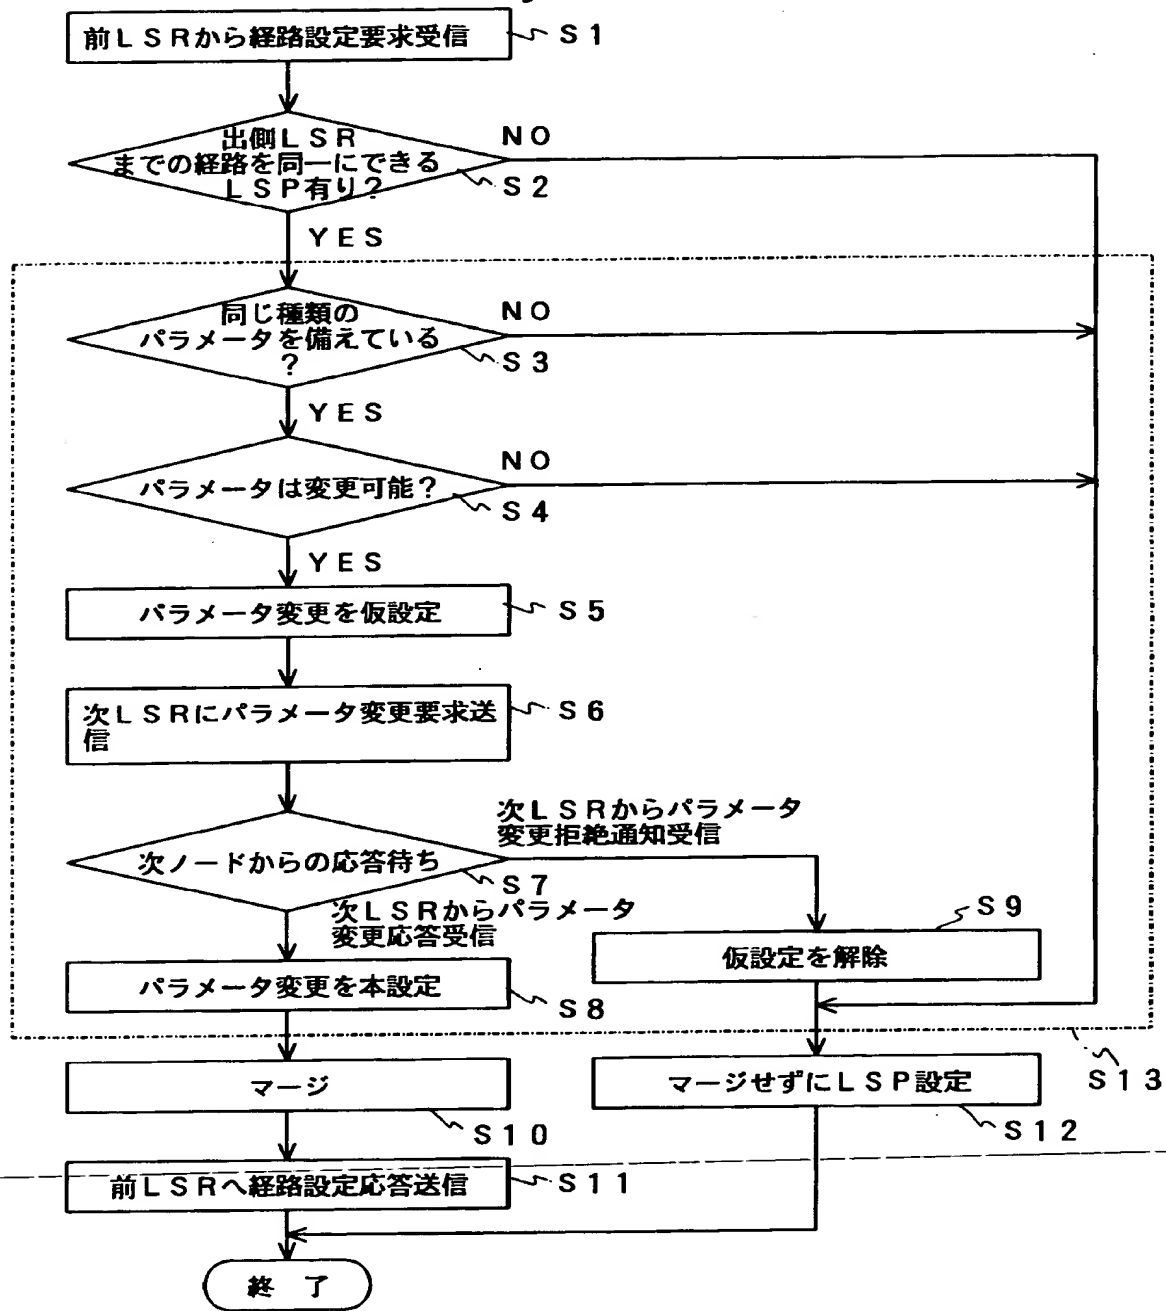 前LSRから経路設定要求受信
S1
出側LSR
までの経路を同一にできる
LSP有り?
NO
S2
YES
同じ種類の
パラメータを備えている
?
NO
S3
YES
パラメータは変更可能?
NO
S4
YES
パラメータ変更を仮設定
S5
次LSRにパラメータ変更要求送
信
S6
次ノードからの応答待ち
S7
次LSRからパラメータ
変更拒絶通知受信
次LSRからパラメータ
変更応答受信
S9
仮設定を解除
パラメータ変更を本設定
S8
S13
マージ
S10
マージせずにLSP設定
S12
前LSRへ経路設定応答送信
S11
終了